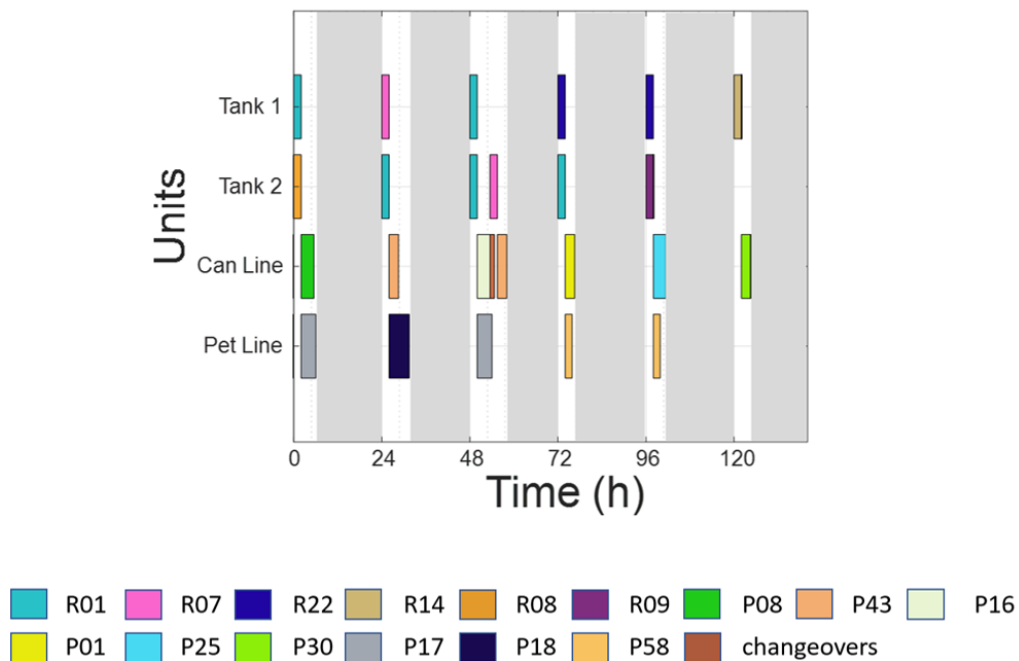 Units
Tank 1
Tank 2
Can Line
Pet Line
0 24 48 72 96 120
Time (h)
R01 R07 R22 R14 R08 R09 P08 P43 P16
P01 P25 P30 P17 P18 P58 changeovers